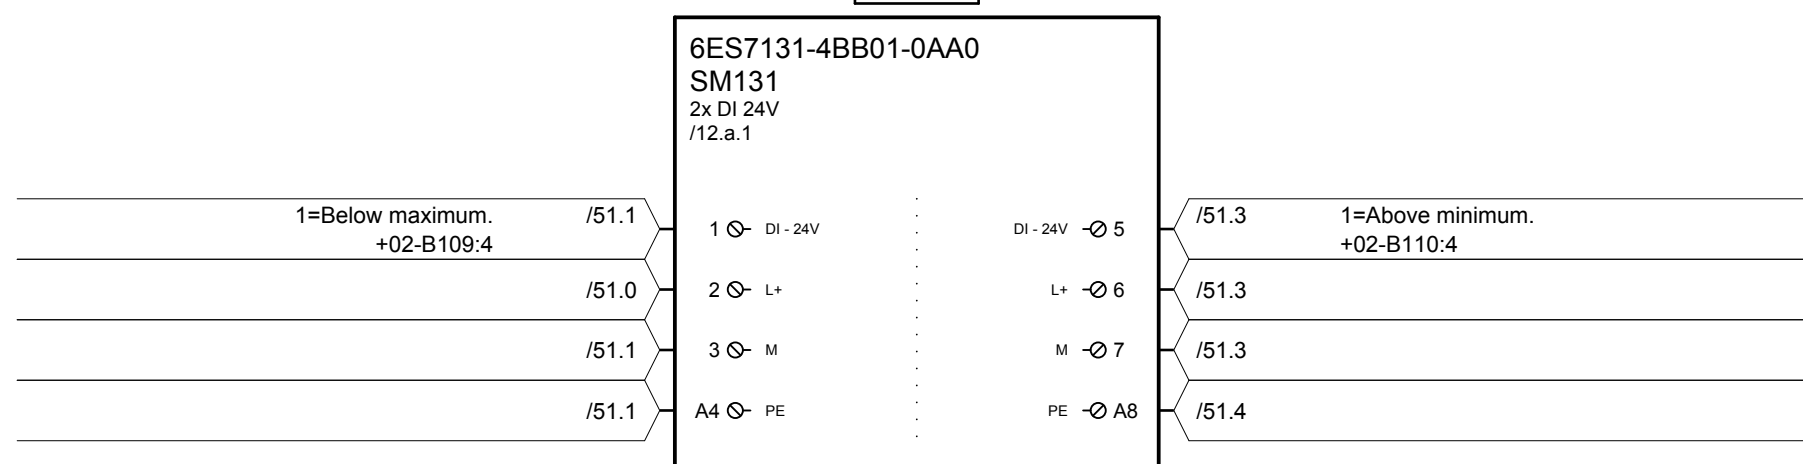 6ES7131-4BB01-0AA0
SM131
2x DI 24V
/12.a.1
1=Below maximum. /51.1 1 DI - 24V DI - 24V 5 /51.3 1=Above minimum.
+02-B109:4 +02-B110:4
/51.0 2 L+ L+ 6 /51.3
/51.1 3 M M 7 /51.3
/51.1 A4 PE PE A8 /51.4